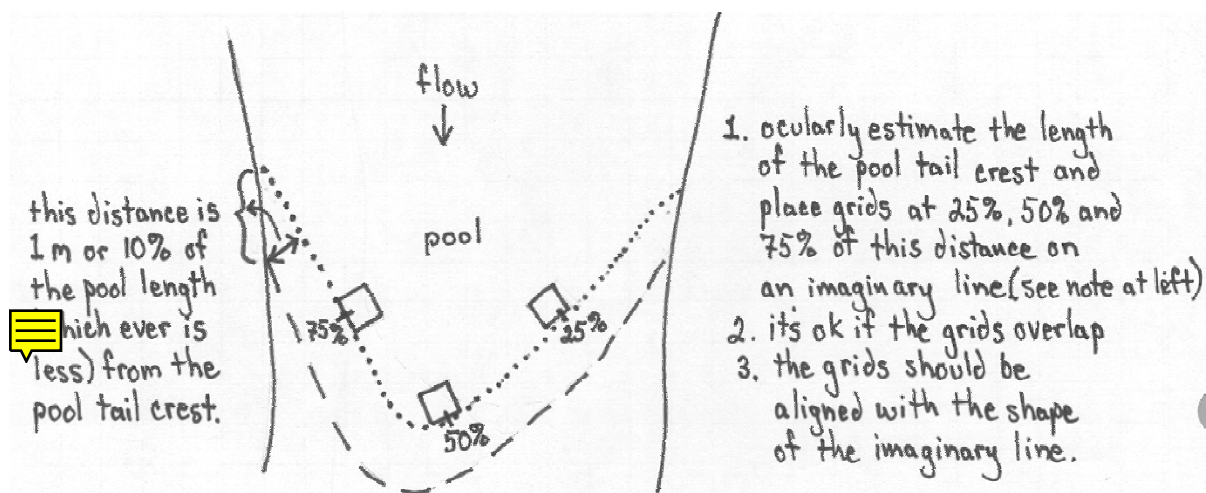 flow
pool
this distance is
1 m or 10% of
the pool length
hich ever is
less) from the
pool tail crest.
75%
50%
25%
1. ocularly estimate the length
of the pool tail crest and
place grids at 25%, 50% and
75% of this distance on
an imaginary line (see note at left)
2. it's ok if the grids overlap
3. the grids should be
aligned with the shape
of the imaginary line.